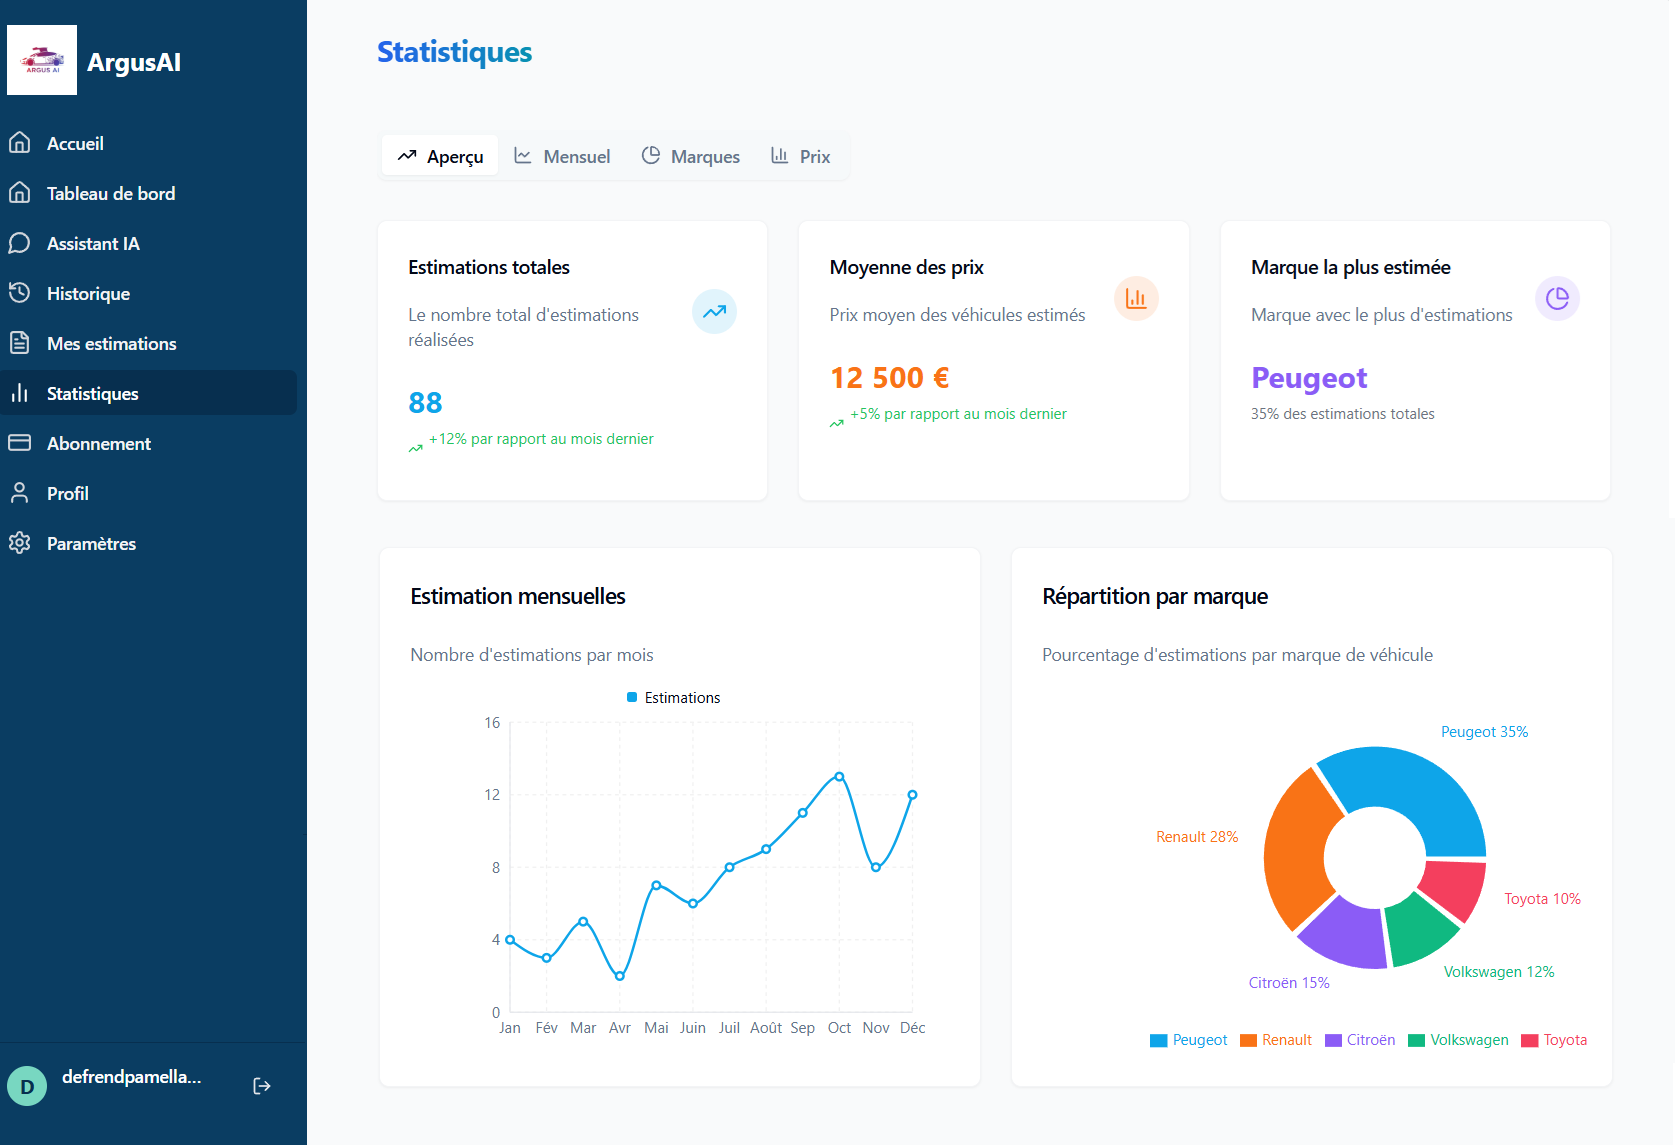 ARGUS AI
ArgusAI
Accueil
Tableau de bord
Assistant IA
Historique
Mes estimations
Statistiques
Abonnement
Profil
Paramètres
D
defrendpamella...
Statistiques
Aperçu
Mensuel
Marques
Prix
Estimations totales
Le nombre total d'estimations
réalisées
88
+12% par rapport au mois dernier
Moyenne des prix
Prix moyen des véhicules estimés
12 500 €
+5% par rapport au mois dernier
Marque la plus estimée
Marque avec le plus d'estimations
Peugeot
35% des estimations totales
Estimation mensuelles
Nombre d'estimations par mois
Estimations
16
12
8
4
0
Jan Fév Mar Avr Mai Juin Juil Août Sep Oct Nov Déc
Répartition par marque
Pourcentage d'estimations par marque de véhicule
Peugeot 35%
Renault 28%
Toyota 10%
Volkswagen 12%
Citroën 15%
Peugeot Renault Citroën Volkswagen Toyota